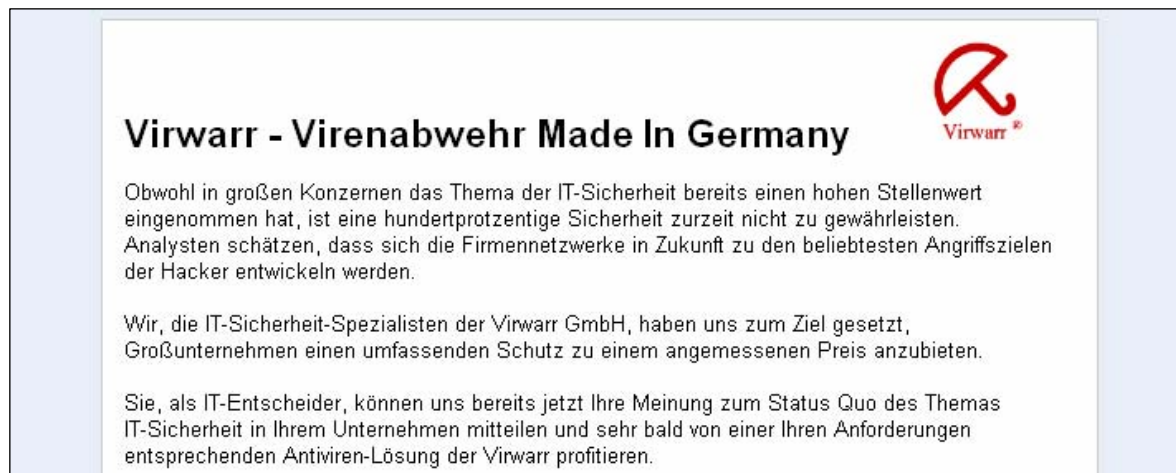 Virwarr ®
Virwarr - Virenabwehr Made In Germany
Obwohl in großen Konzernen das Thema der IT-Sicherheit bereits einen hohen Stellenwert
eingenommen hat, ist eine hundertprotzentige Sicherheit zurzeit nicht zu gewährleisten.
Analysten schätzen, dass sich die Firmennetzwerke in Zukunft zu den beliebtesten Angriffszielen
der Hacker entwickeln werden.
Wir, die IT-Sicherheit-Spezialisten der Virwarr GmbH, haben uns zum Ziel gesetzt,
Großunternehmen einen umfassenden Schutz zu einem angemessenen Preis anzubieten.
Sie, als IT-Entscheider, können uns bereits jetzt Ihre Meinung zum Status Quo des Themas
IT-Sicherheit in Ihrem Unternehmen mitteilen und sehr bald von einer Ihren Anforderungen
entsprechenden Antiviren-Lösung der Virwarr profitieren.